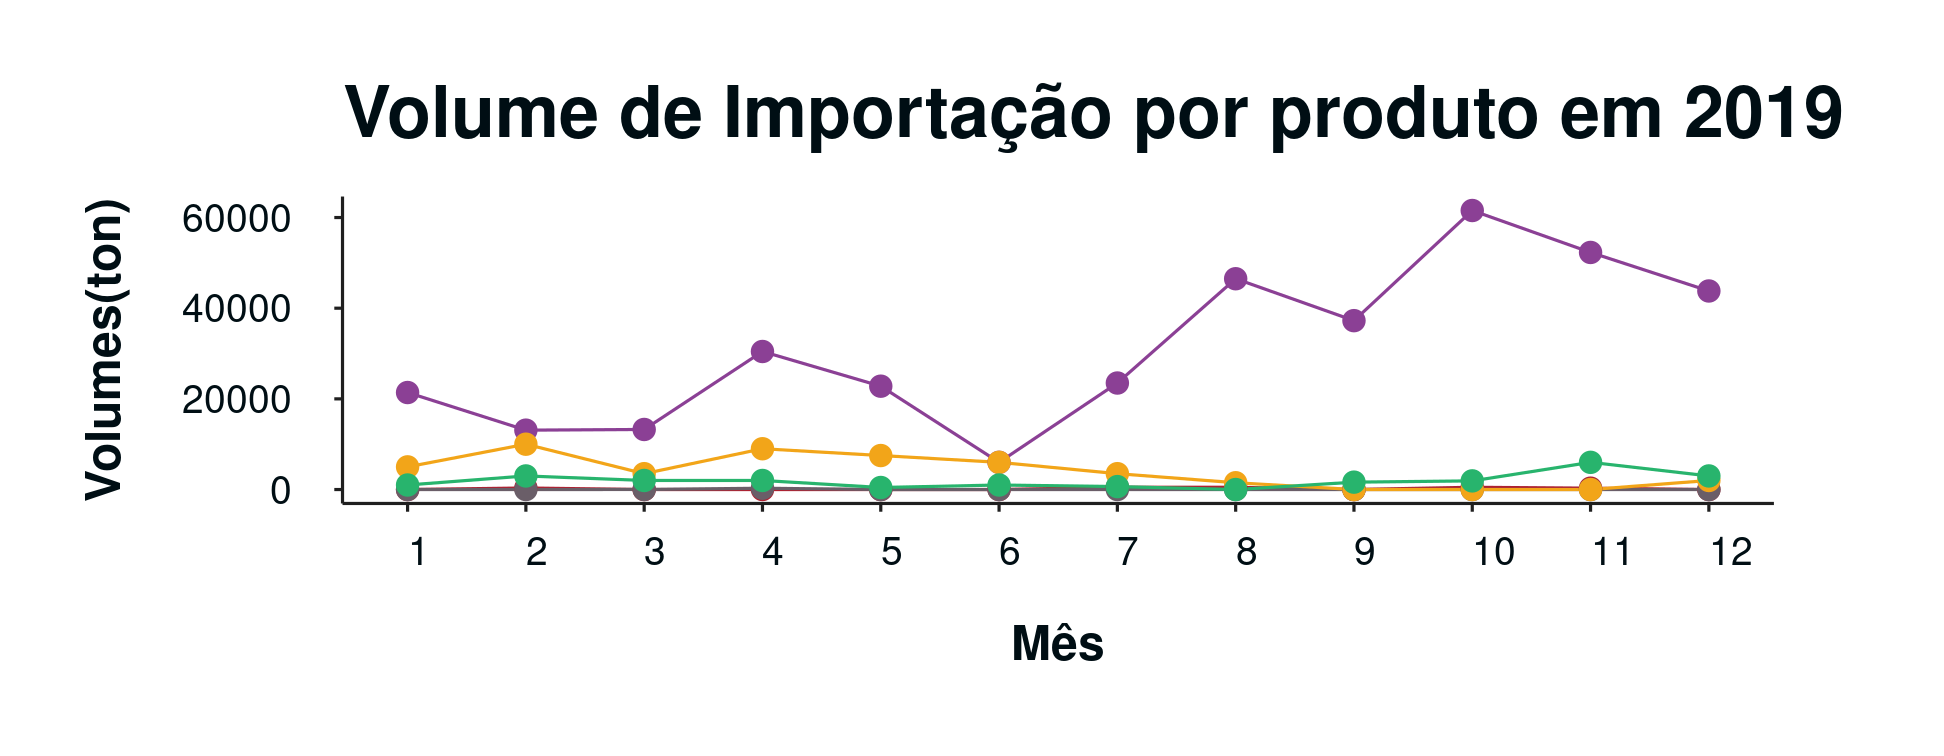 Volume de Importação por produto em 2019
Volumes(ton)
60000
40000
20000
0
1 2 3 4 5 6 7 8 9 10 11 12
Mês